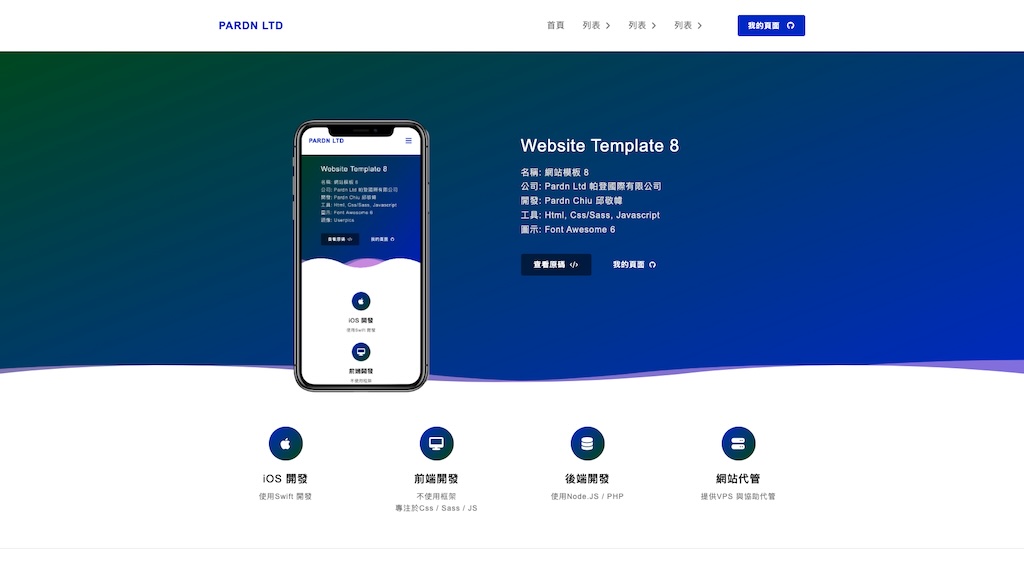 PARDN LTD
首頁 列表 列表 列表 我的頁面
PARDN LTD
Website Template 8
名稱: 網站模板 8
公司: Pardn Ltd 帕登國際有限公司
開發: Pardn Chiu 邱敬幃
工具: Html, Css/Sass, Javascript
圖示: Font Awesome 6
圖像: Userpics
查看原碼 </> 我的頁面
iOS 開發
使用Swift 開發
前端開發
不使用框架
Website Template 8
名稱: 網站模板 8
公司: Pardn Ltd 帕登國際有限公司
開發: Pardn Chiu 邱敬幃
工具: Html, Css/Sass, Javascript
圖示: Font Awesome 6
查看原碼 </> 我的頁面
iOS 開發
使用Swift 開發
前端開發
不使用框架
專注於Css / Sass / JS
後端開發
使用Node.JS / PHP
網站代管
提供VPS 與協助代管